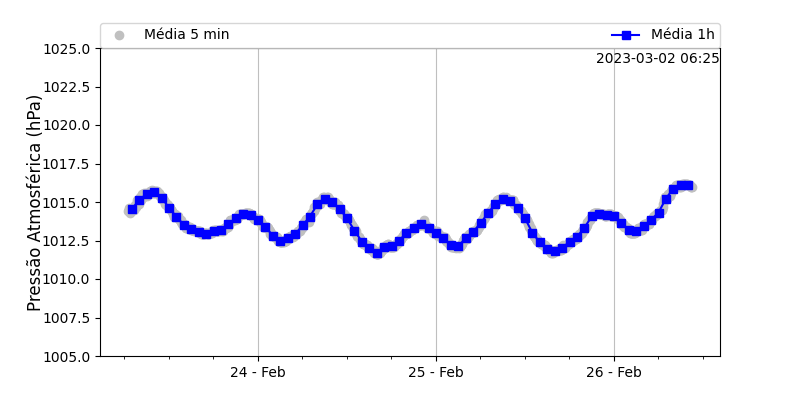 Média 5 min
Média 1h
2023-03-02 06:25
Pressão Atmosférica (hPa)
1025.0
1022.5
1020.0
1017.5
1015.0
1012.5
1010.0
1007.5
1005.0
24 - Feb
25 - Feb
26 - Feb